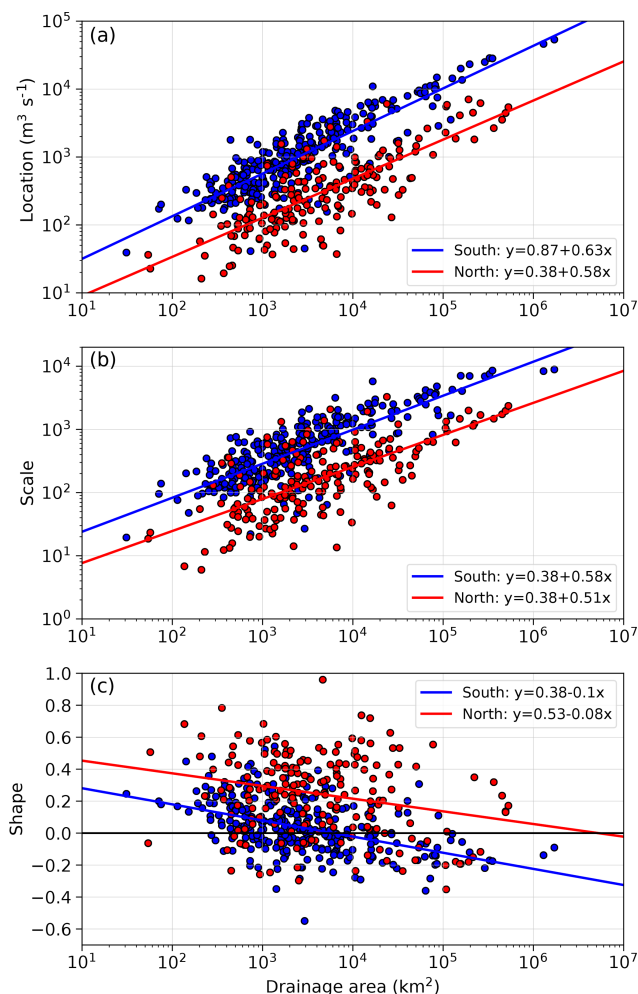 (a)
10⁵
10⁴
10³
10²
10¹
Location (m³ s⁻¹)
South: y=0.87+0.63x
North: y=0.38+0.58x
10¹ 10² 10³ 10⁴ 10⁵ 10⁶ 10⁷
(b)
10⁴
10³
10²
10¹
10⁰
Scale
South: y=0.38+0.58x
North: y=0.38+0.51x
10¹ 10² 10³ 10⁴ 10⁵ 10⁶ 10⁷
(c)
1.0
0.8
0.6
0.4
0.2
0.0
−0.2
−0.4
−0.6
Shape
South: y=0.38-0.1x
North: y=0.53-0.08x
10¹ 10² 10³ 10⁴ 10⁵ 10⁶ 10⁷
Drainage area (km²)